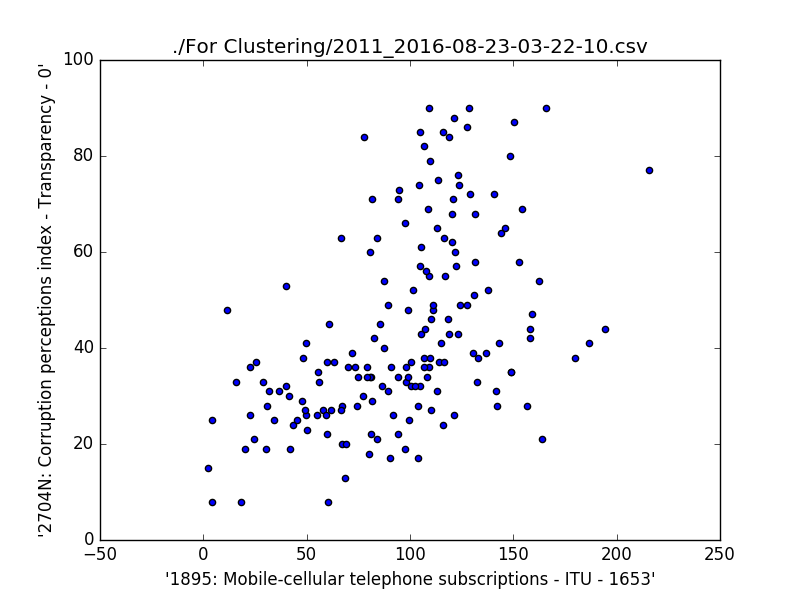 ./For Clustering/2011_2016-08-23-03-22-10.csv
100
80
60
40
20
0
'2704N: Corruption perceptions index - Transparency - 0'
−50 0 50 100 150 200 250
'1895: Mobile-cellular telephone subscriptions - ITU - 1653'